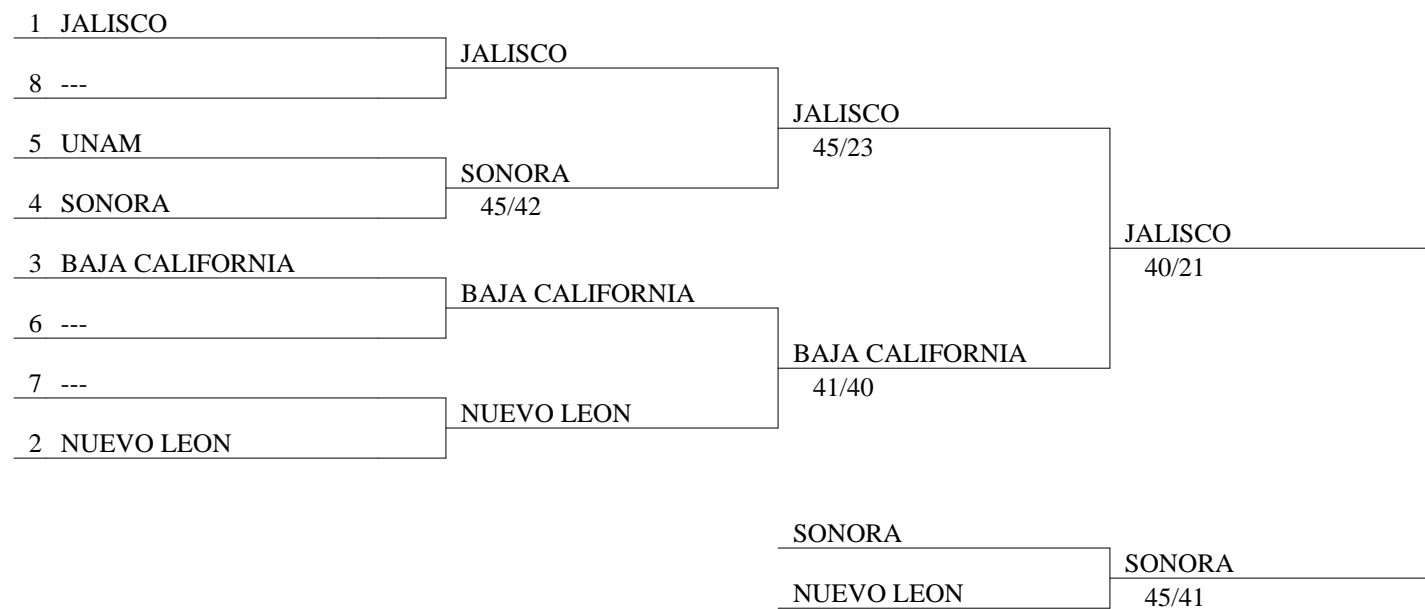 1 JALISCO
8 ---
5 UNAM
4 SONORA
3 BAJA CALIFORNIA
6 ---
7 ---
2 NUEVO LEON
JALISCO
SONORA
45/42
BAJA CALIFORNIA
NUEVO LEON
JALISCO
45/23
BAJA CALIFORNIA
41/40
JALISCO
40/21
SONORA
NUEVO LEON
SONORA
45/41